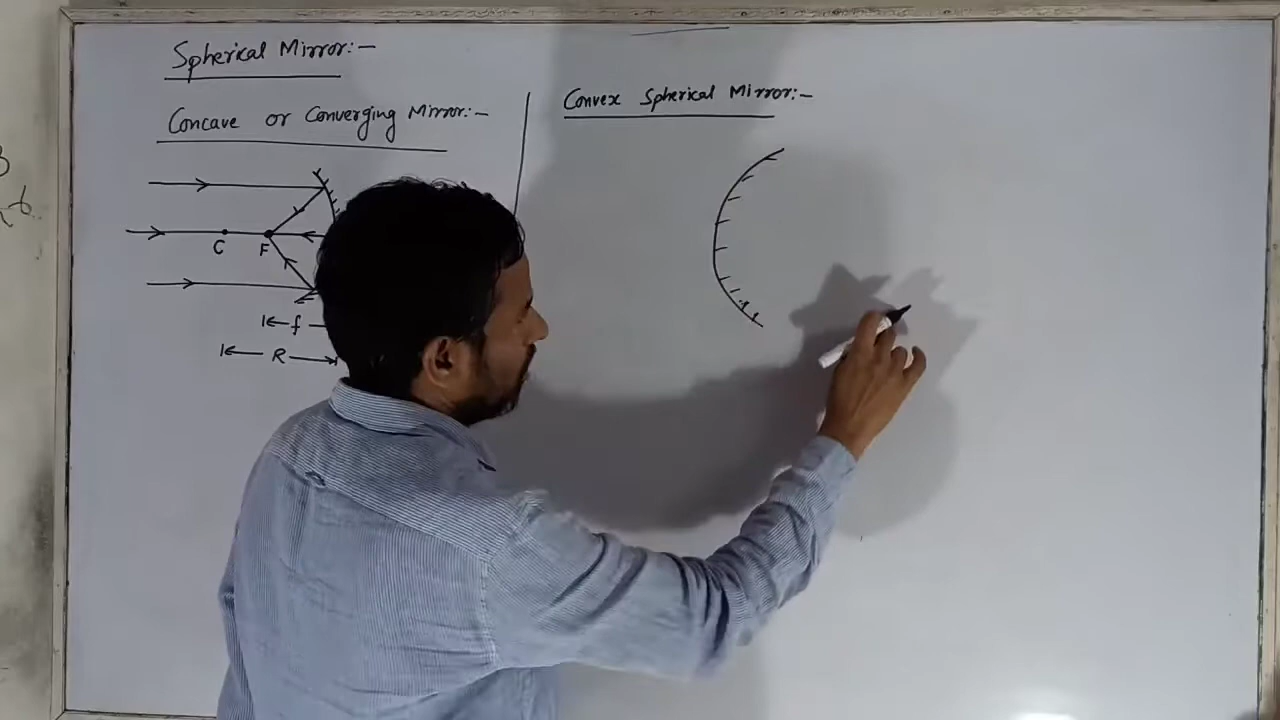 Spherical Mirror:-
Concave or Converging Mirror:-
C F
f
R
Convex Spherical Mirror:-